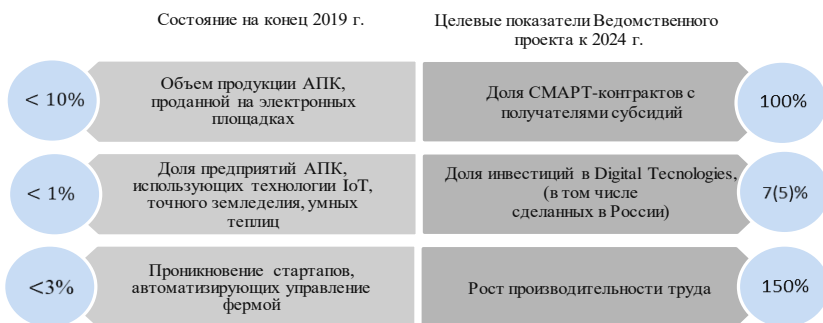 Состояние на конец 2019 г.
Целевые показатели Ведомственного
проекта к 2024 г.
< 10%
Объем продукции АПК,
проданной на электронных
площадках
Доля СМАРТ-контрактов с
получателями субсидий
100%
< 1%
Доля предприятий АПК,
использующих технологии IoT,
точного земледелия, умных
теплиц
Доля инвестиций в Digital Tecnologies,
(в том числе
сделанных в России)
7(5)%
<3%
Проникновение стартапов,
автоматизирующих управление
фермой
Рост производительности труда
150%